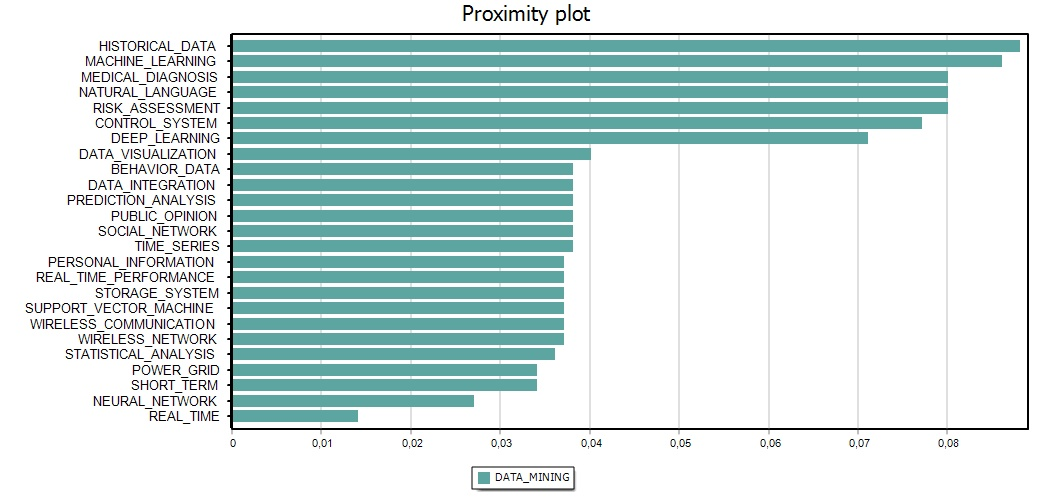 Proximity plot
HISTORICAL_DATA
MACHINE_LEARNING
MEDICAL_DIAGNOSIS
NATURAL_LANGUAGE
RISK_ASSESSMENT
CONTROL_SYSTEM
DEEP_LEARNING
DATA_VISUALIZATION
BEHAVIOR_DATA
DATA_INTEGRATION
PREDICTION_ANALYSIS
PUBLIC_OPINION
SOCIAL_NETWORK
TIME_SERIES
PERSONAL_INFORMATION
REAL_TIME_PERFORMANCE
STORAGE_SYSTEM
SUPPORT_VECTOR_MACHINE
WIRELESS_COMMUNICATION
WIRELESS_NETWORK
STATISTICAL_ANALYSIS
POWER_GRID
SHORT_TERM
NEURAL_NETWORK
REAL_TIME
0 0,01 0,02 0,03 0,04 0,05 0,06 0,07 0,08
DATA_MINING